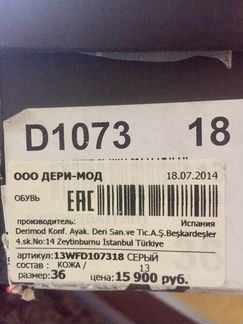 D1073 18
ООО ДЕРИ-МОД 18.07.2014
ОБУВЬ
EAC
производитель: Испания
Derimod Konf. Ayak. Deri San.ve Tic.A.Ş.Beşkardeşler
4.sk.No:14 Zeytinburnu İstanbul Türkiye
артикул: 13WFD107318 СЕРЫЙ
состав : КОЖА / 13
размер: 36 цена: 15 900 руб.